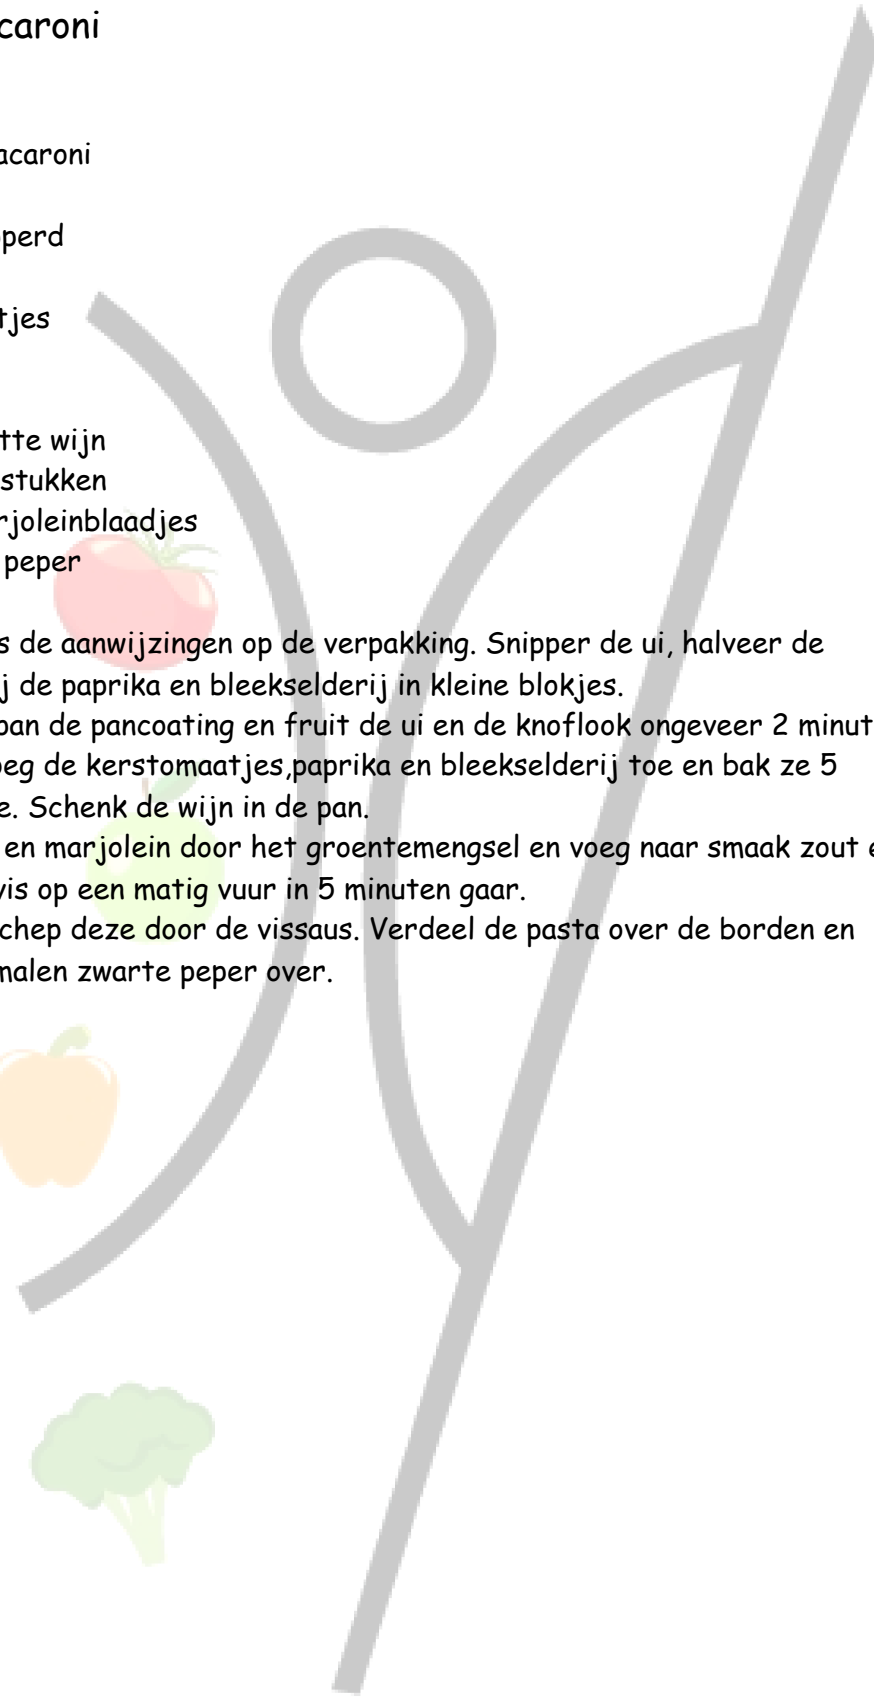 caroni
acaroni
perd
tjes
tte wijn
stukken
rjoleinblaadjes
peper
s de aanwijzingen op de verpakking. Snipper de ui, halveer de
j de paprika en bleekselderij in kleine blokjes.
pan de pancoating en fruit de ui en de knoflook ongeveer 2 minut
oeg de kerstomaatjes,paprika en bleekselderij toe en bak ze 5
e. Schenk de wijn in de pan.
en marjolein door het groentemengsel en voeg naar smaak zout e
vis op een matig vuur in 5 minuten gaar.
chep deze door de vissaus. Verdeel de pasta over de borden en
malen zwarte peper over.